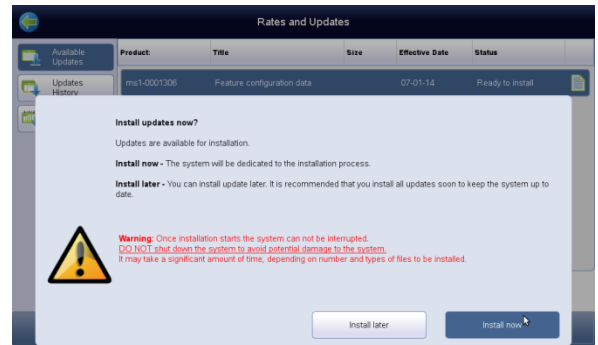 Rates and Updates
Available
Updates
Product:
Title
Size
Effective Date
Status
Updates
History
ms1-0001306
Feature configuration data
07-01-14
Ready to install
Install updates now?
Updates are available for installation.
Install now - The system will be dedicated to the installation process.
Install later - You can install update later. It is recommended that you install all updates soon to keep the system up to
date.
Warning: Once installation starts the system can not be interrupted.
DO NOT shut down the system to avoid potential damage to the system.
It may take a significant amount of time, depending on number and types of files to be installed.
Install later
Install now